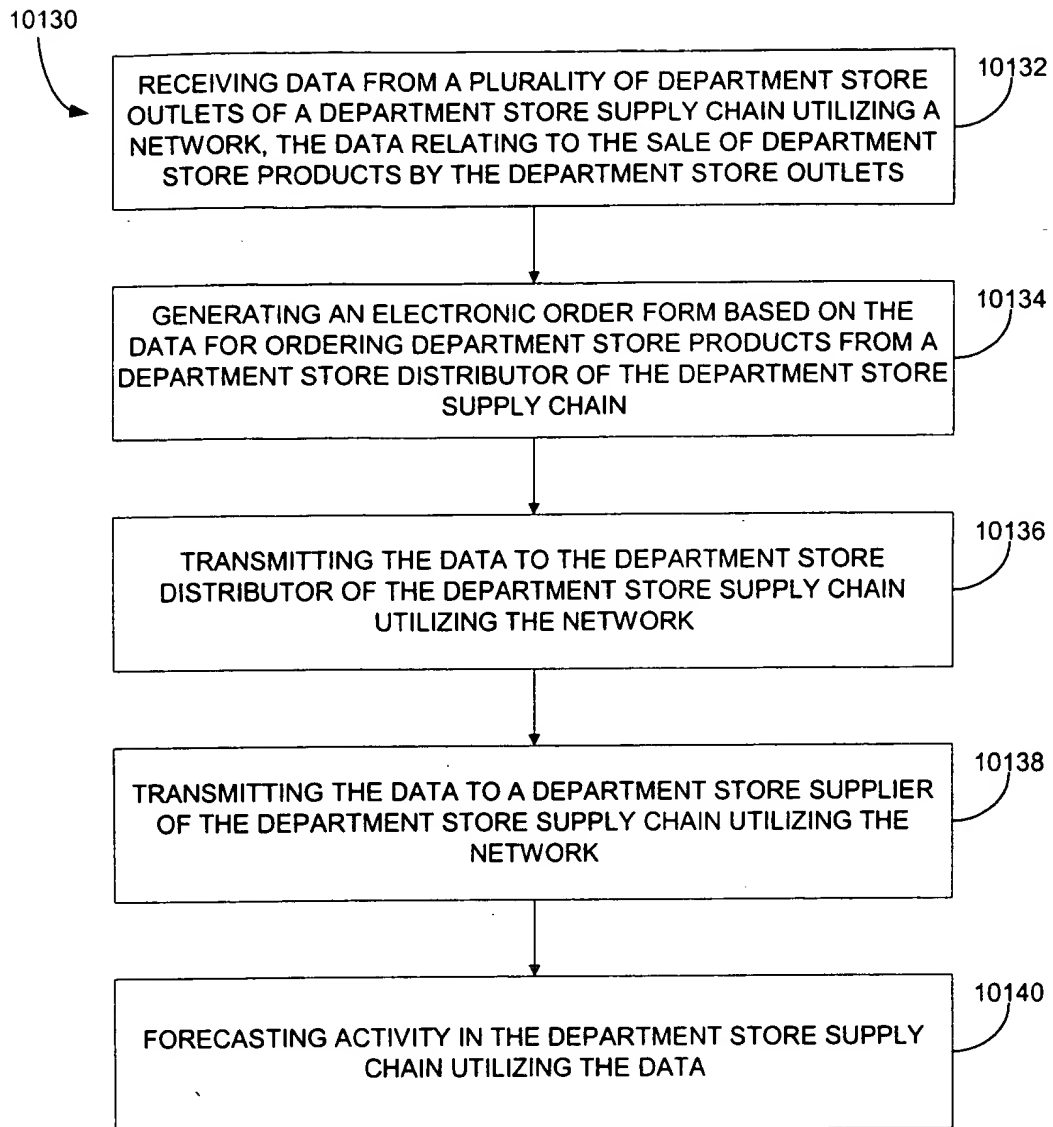 10130
RECEIVING DATA FROM A PLURALITY OF DEPARTMENT STORE
OUTLETS OF A DEPARTMENT STORE SUPPLY CHAIN UTILIZING A
NETWORK, THE DATA RELATING TO THE SALE OF DEPARTMENT
STORE PRODUCTS BY THE DEPARTMENT STORE OUTLETS
10132
GENERATING AN ELECTRONIC ORDER FORM BASED ON THE
DATA FOR ORDERING DEPARTMENT STORE PRODUCTS FROM A
DEPARTMENT STORE DISTRIBUTOR OF THE DEPARTMENT STORE
SUPPLY CHAIN
10134
TRANSMITTING THE DATA TO THE DEPARTMENT STORE
DISTRIBUTOR OF THE DEPARTMENT STORE SUPPLY CHAIN
UTILIZING THE NETWORK
10136
TRANSMITTING THE DATA TO A DEPARTMENT STORE SUPPLIER
OF THE DEPARTMENT STORE SUPPLY CHAIN UTILIZING THE
NETWORK
10138
FORECASTING ACTIVITY IN THE DEPARTMENT STORE SUPPLY
CHAIN UTILIZING THE DATA
10140